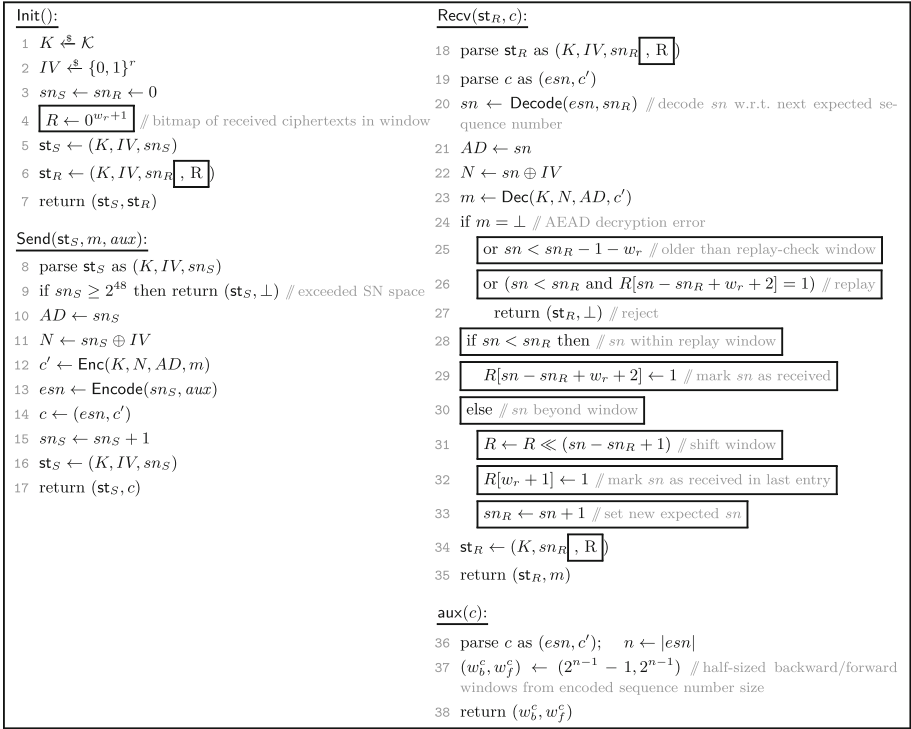 Init():
1 K ←$ 𝒦
2 IV ←$ {0, 1}^r
3 sn_S ← sn_R ← 0
4 R ← 0^{w_r+1} // bitmap of received ciphertexts in window
5 st_S ← (K, IV, sn_S)
6 st_R ← (K, IV, sn_R , R )
7 return (st_S, st_R)
Send(st_S, m, aux):
8 parse st_S as (K, IV, sn_S)
9 if sn_S ≥ 2^{48} then return (st_S, ⊥) // exceeded SN space
10 AD ← sn_S
11 N ← sn_S ⊕ IV
12 c′ ← Enc(K, N, AD, m)
13 esn ← Encode(sn_S, aux)
14 c ← (esn, c′)
15 sn_S ← sn_S + 1
16 st_S ← (K, IV, sn_S)
17 return (st_S, c)
Recv(st_R, c):
18 parse st_R as (K, IV, sn_R , R )
19 parse c as (esn, c′)
20 sn ← Decode(esn, sn_R) // decode sn w.r.t. next expected se-
quence number
21 AD ← sn
22 N ← sn ⊕ IV
23 m ← Dec(K, N, AD, c′)
24 if m = ⊥ // AEAD decryption error
25 or sn < sn_R − 1 − w_r // older than replay-check window
26 or (sn < sn_R and R[sn − sn_R + w_r + 2] = 1) // replay
27 return (st_R, ⊥) // reject
28 if sn < sn_R then // sn within replay window
29 R[sn − sn_R + w_r + 2] ← 1 // mark sn as received
30 else // sn beyond window
31 R ← R ≪ (sn − sn_R + 1) // shift window
32 R[w_r + 1] ← 1 // mark sn as received in last entry
33 sn_R ← sn + 1 // set new expected sn
34 st_R ← (K, sn_R , R )
35 return (st_R, m)
aux(c):
36 parse c as (esn, c′); n ← |esn|
37 (w_b^c, w_f^c) ← (2^{n−1} − 1, 2^{n−1}) // half-sized backward/forward
windows from encoded sequence number size
38 return (w_b^c, w_f^c)